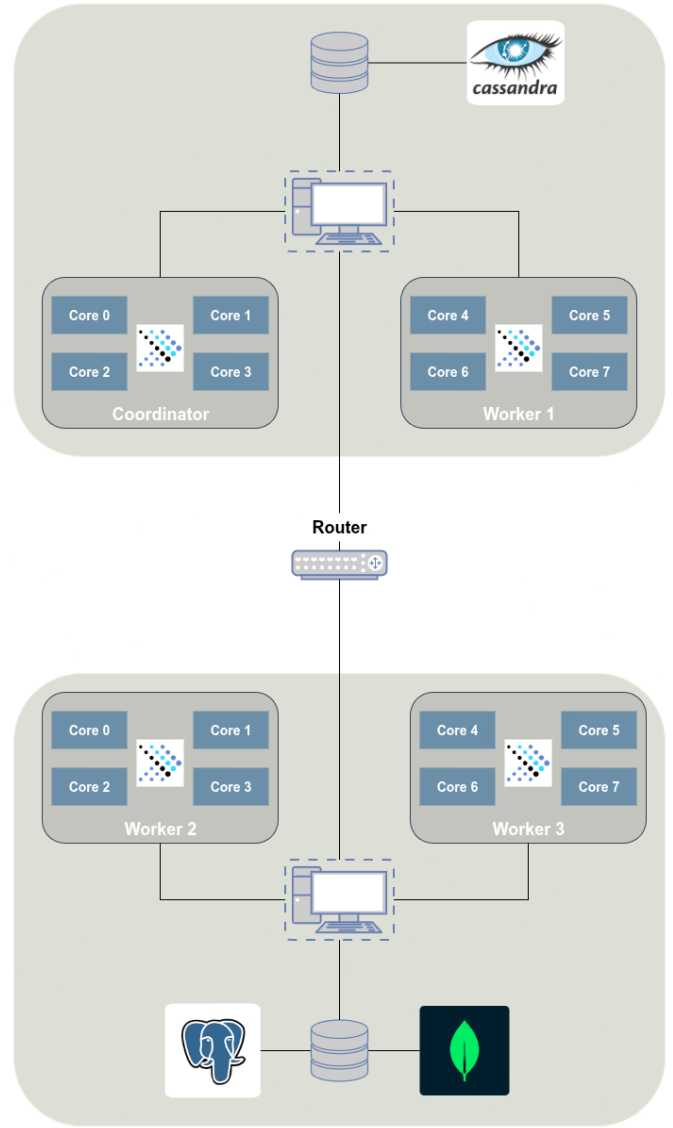 cassandra
Core 0
Core 1
Core 2
Core 3
Coordinator
Core 4
Core 5
Core 6
Core 7
Worker 1
Router
Core 0
Core 1
Core 2
Core 3
Worker 2
Core 4
Core 5
Core 6
Core 7
Worker 3